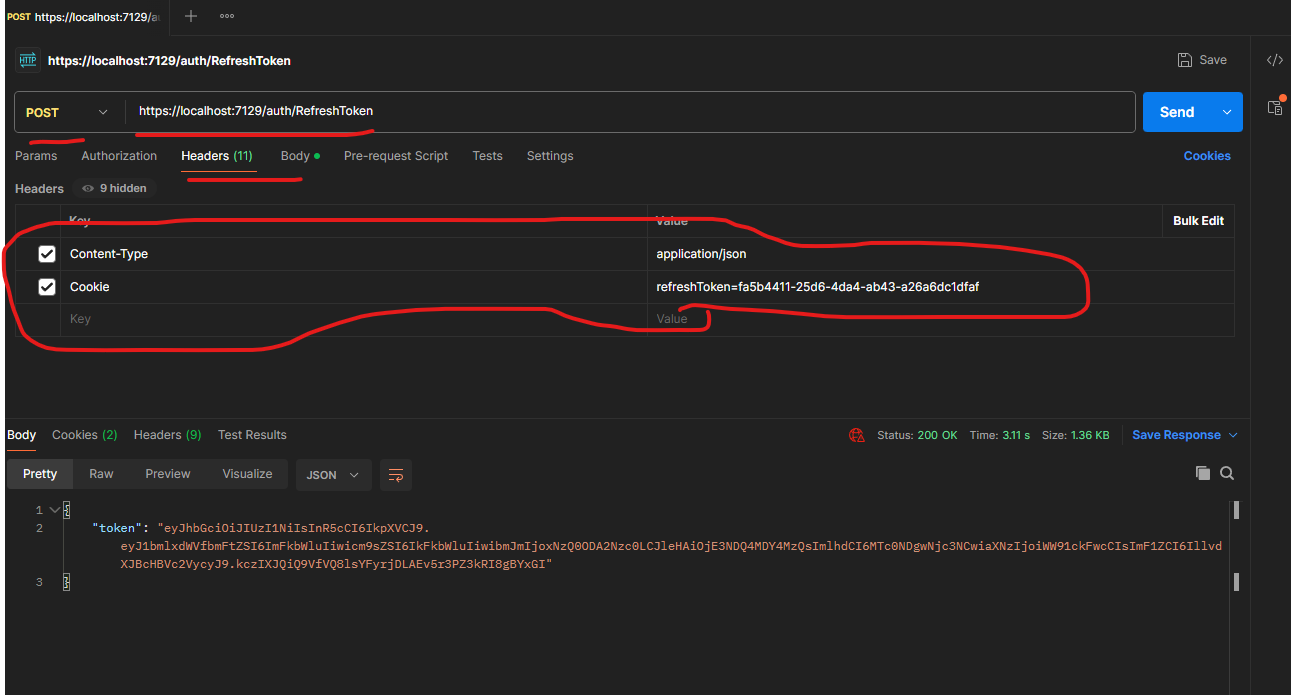 POST https://localhost:7129/a
HTTP https://localhost:7129/auth/RefreshToken Save
POST https://localhost:7129/auth/RefreshToken Send
Params Authorization Headers (11) Body Pre-request Script Tests Settings Cookies
Headers 9 hidden
Key Value Bulk Edit
Content-Type application/json
Cookie refreshToken=fa5b4411-25d6-4da4-ab43-a26a6dc1dfaf
Key Value
Body Cookies (2) Headers (9) Test Results Status: 200 OK Time: 3.11 s Size: 1.36 KB Save Response
Pretty Raw Preview Visualize JSON
1 {
2 "token": "eyJhbGciOiJIUzI1NiIsInR5cCI6IkpXVCJ9.
eyJ1bmlxdWVfbmFtZSI6ImFkbWluIiwicm9sZSI6IkFkbWluIiwibmJmIjoxNzQ0ODA2Nzc0LCJleHAiOjE3NDQ4MDY4MzQsImlhdCI6MTc0NDgwNjc3NCwiaXNzIjoiWW91ckFwcCIsImF1ZCI6Illvd
XJBcHBVc2VycyJ9.kczIXJQiQ9VfVQ8lsYFyrjDLAEv5r3PZ3kRI8gBYxGI"
3 }